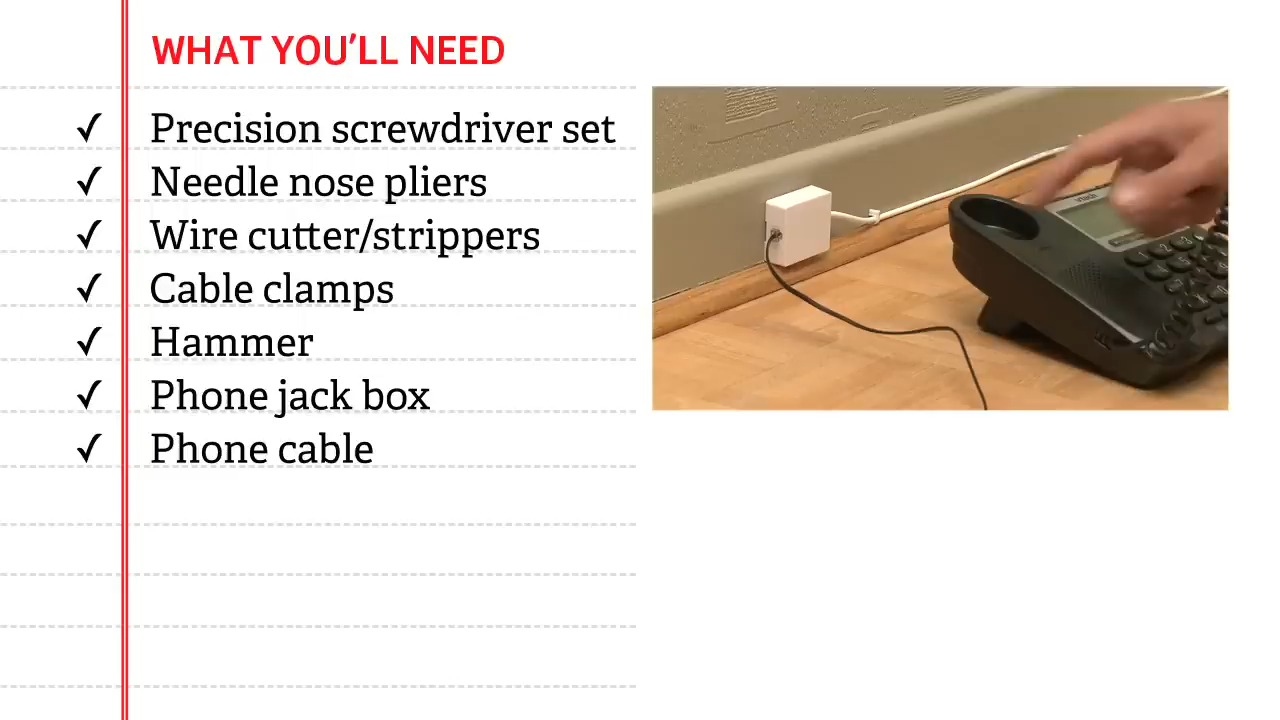 WHAT YOU'LL NEED
✓ Precision screwdriver set
✓ Needle nose pliers
✓ Wire cutter/strippers
✓ Cable clamps
✓ Hammer
✓ Phone jack box
✓ Phone cable
vtech